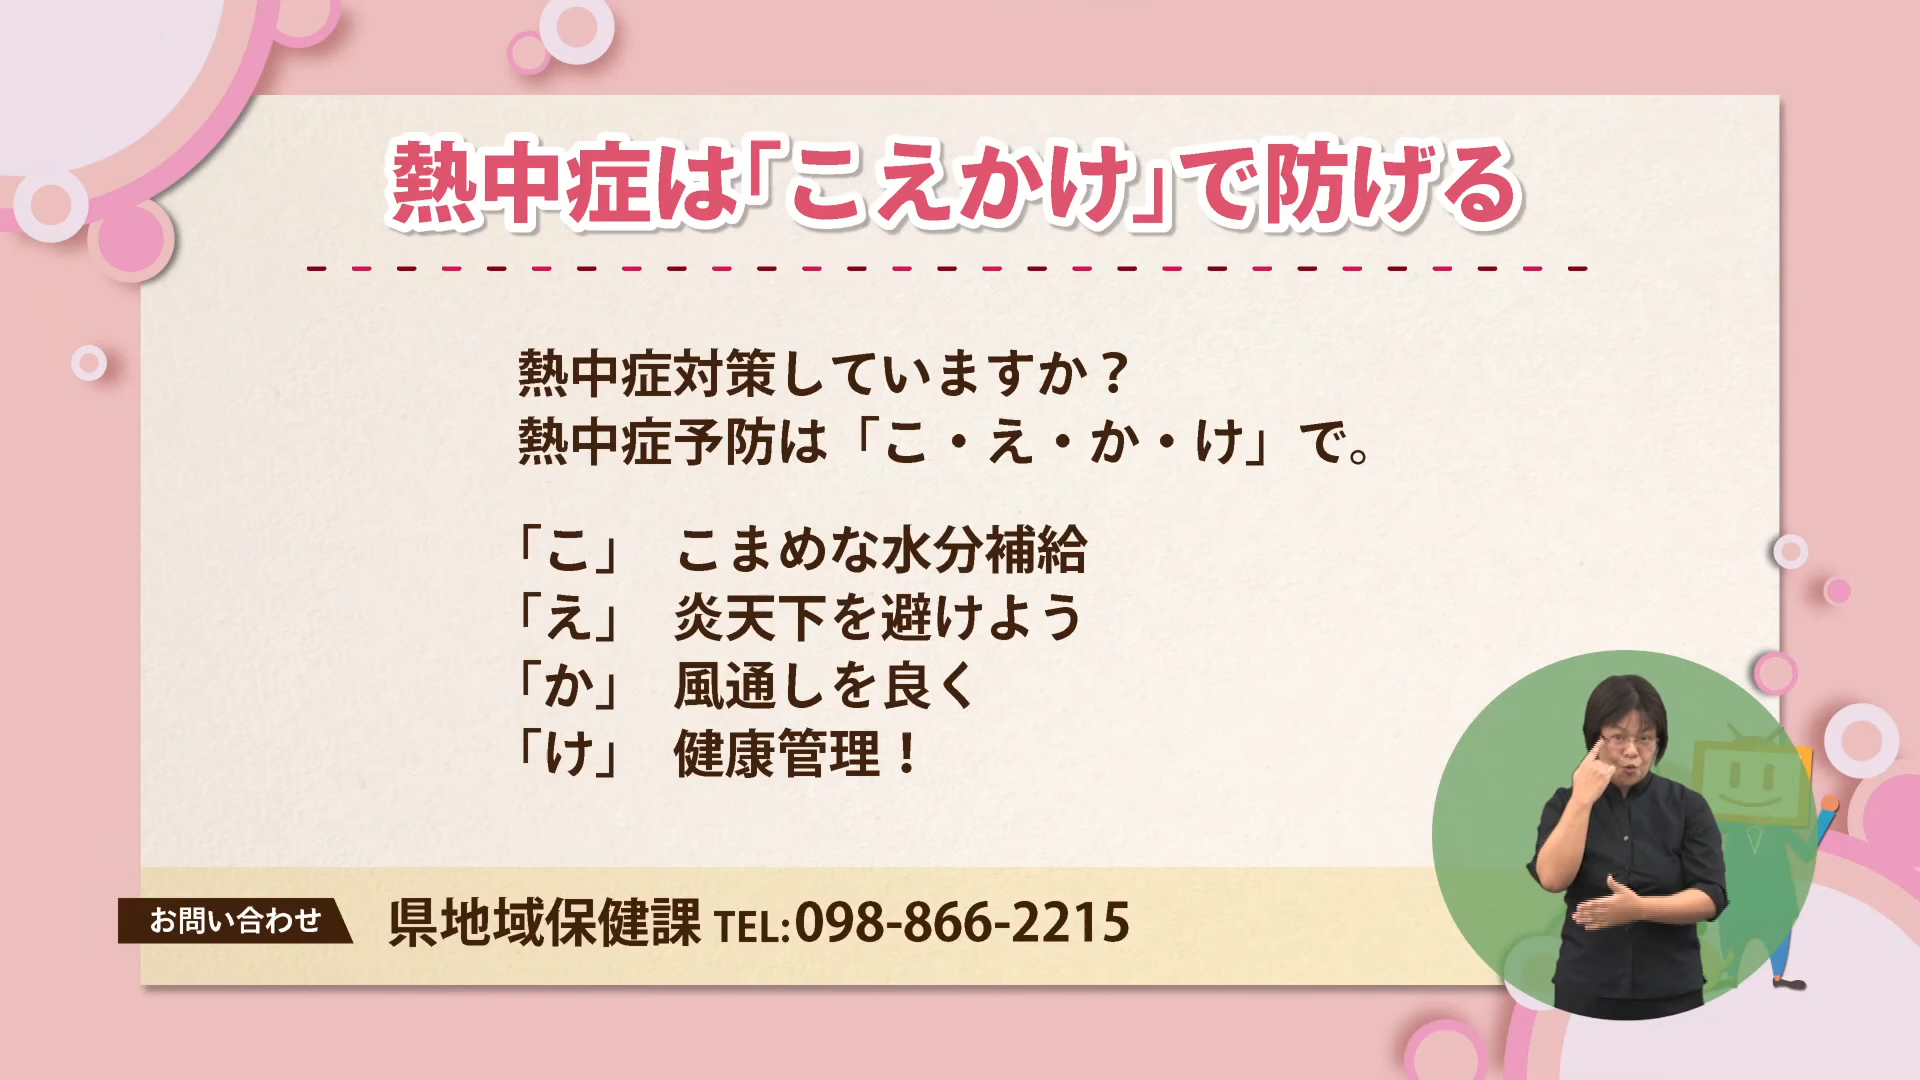 熱中症は「こえかけ」で防げる
熱中症対策していますか？
熱中症予防は「こ・え・か・け」で。
「こ」　こまめな水分補給
「え」　炎天下を避けよう
「か」　風通しを良く
「け」　健康管理！
お問い合わせ　県地域保健課 TEL:098-866-2215